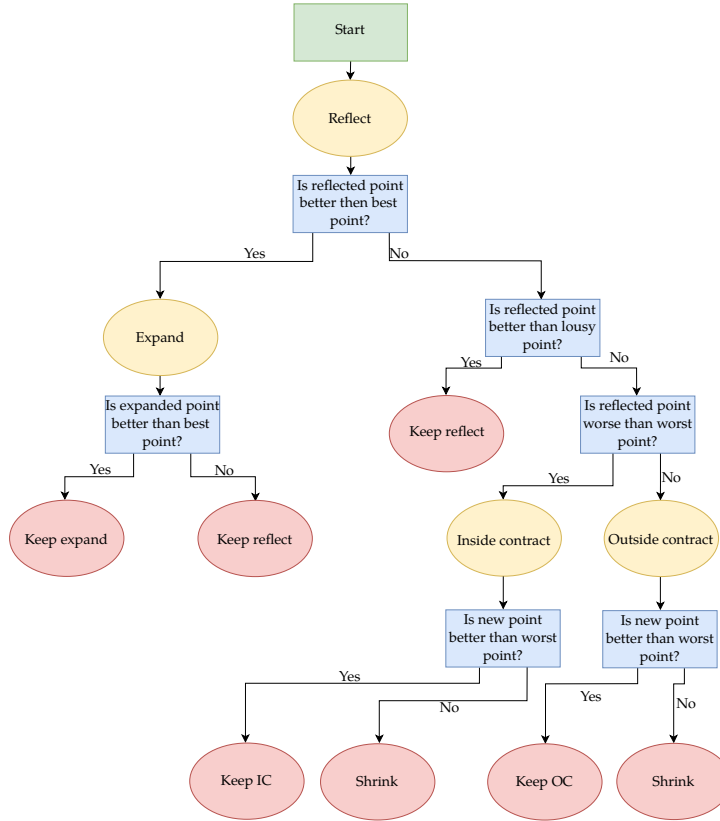 Start
Reflect
Is reflected point
better then best
point?
Yes
No
Expand
Is reflected point
better than lousy
point?
Yes
No
Is expanded point
better than best
point?
Keep reflect
Is reflected point
worse than worst
point?
Yes
No
Yes
No
Keep expand
Keep reflect
Inside contract
Outside contract
Is new point
better than worst
point?
Is new point
better than worst
point?
Yes
No
Yes
No
Keep IC
Shrink
Keep OC
Shrink